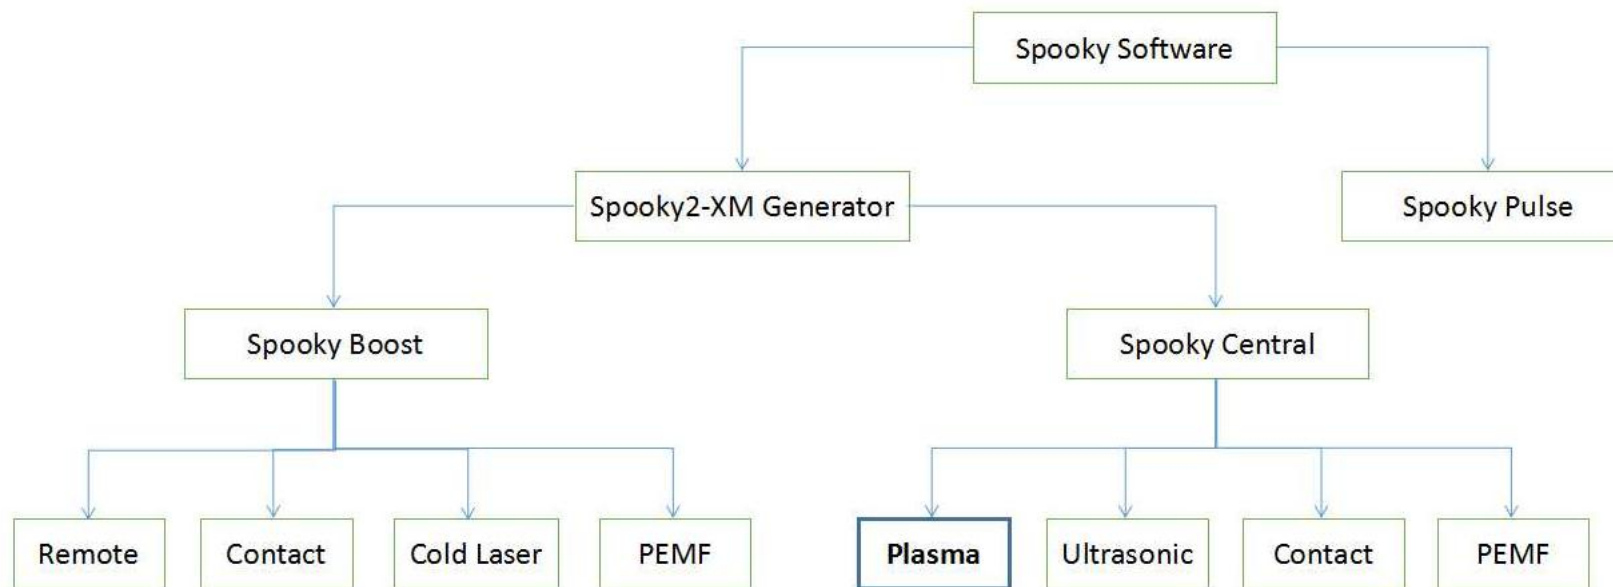 Spooky Software
Spooky2-XM Generator
Spooky Pulse
Spooky Boost
Spooky Central
Remote
Contact
Cold Laser
PEMF
Plasma
Ultrasonic
Contact
PEMF